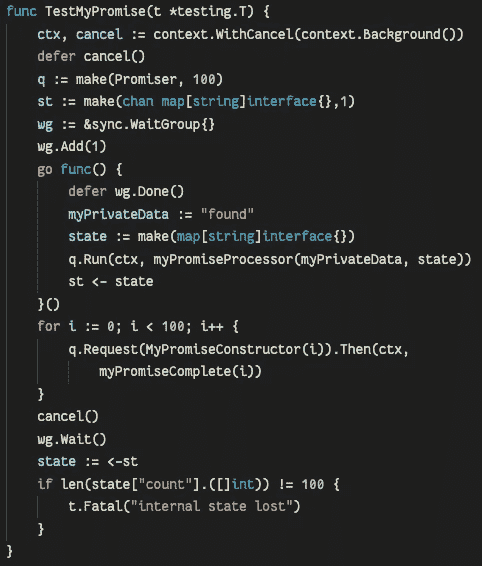 func TestMyPromise(t *testing.T) {
    ctx, cancel := context.WithCancel(context.Background())
    defer cancel()
    q := make(Promiser, 100)
    st := make(chan map[string]interface{},1)
    wg := &sync.WaitGroup{}
    wg.Add(1)
    go func() {
        defer wg.Done()
        myPrivateData := "found"
        state := make(map[string]interface{})
        q.Run(ctx, myPromiseProcessor(myPrivateData, state))
        st <- state
    }()
    for i := 0; i < 100; i++ {
        q.Request(MyPromiseConstructor(i)).Then(ctx,
            myPromiseComplete(i))
    }
    cancel()
    wg.Wait()
    state := <-st
    if len(state["count"].([]int)) != 100 {
        t.Fatal("internal state lost")
    }
}